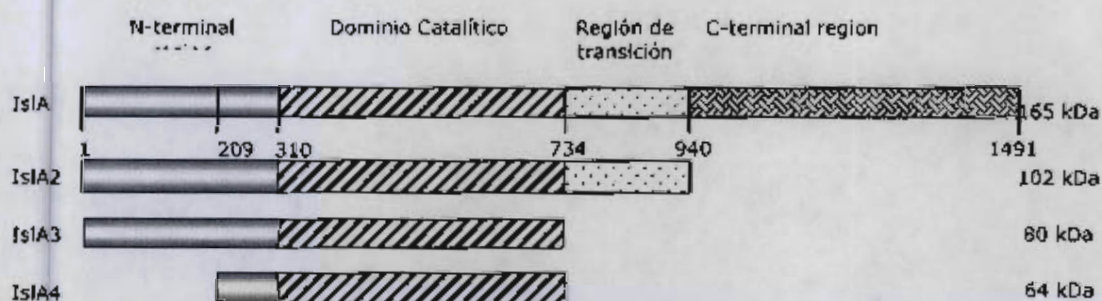 N-terminal
Dominio Catalítico
Región de
transición
C-terminal region
IslA
165 kDa
1
209
310
734
940
1491
IslA2
102 kDa
IslA3
80 kDa
IslA4
64 kDa